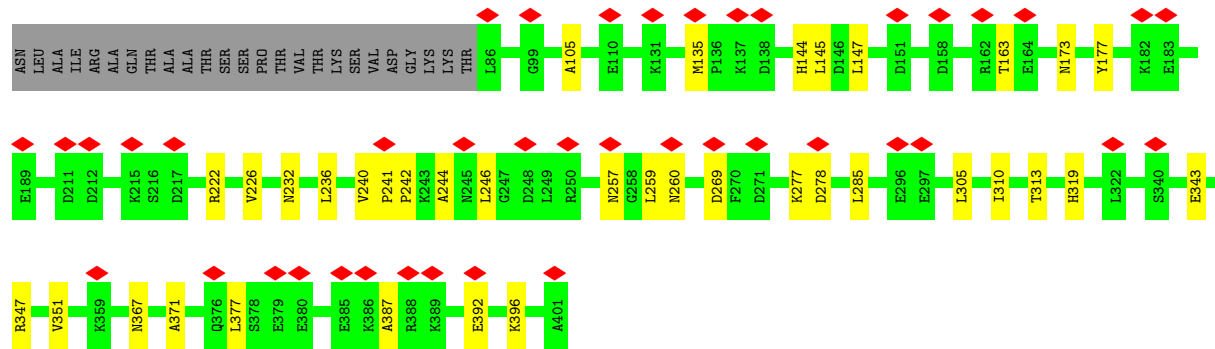 ASN LEU ALA ILE ARG ALA GLN THR ALA ALA THR SER SER PRO THR VAL THR LYS SER VAL ASP GLY LYS LYS THR L86 G99 A105 E110 K131 M135 P136 K137 D138 H144 L145 D146 L147 D151 D158 R162 T163 E164 N173 Y177 K182 E183
E189 D211 D212 K215 S216 D217 R222 V226 N232 L236 V240 P241 P242 K243 A244 N245 L246 G247 D248 L249 R250 N257 G258 L259 N260 D269 F270 D271 K277 D278 L285 E296 E297 L305 I310 T313 H319 L322 S340 E343
R347 V351 K359 N367 A371 Q376 L377 S378 E379 E380 E385 K386 A387 R388 K389 E392 K396 A401